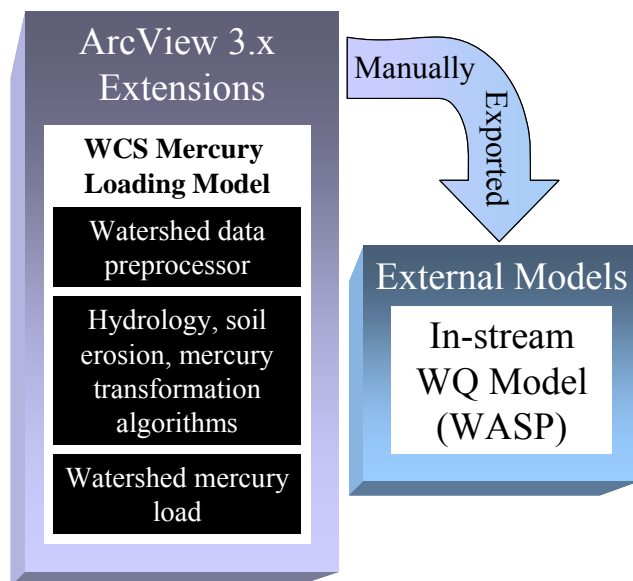 ArcView 3.x
Extensions
WCS Mercury
Loading Model
Watershed data
preprocessor
Hydrology, soil
erosion, mercury
transformation
algorithms
Watershed mercury
load
Manually
Exported
External Models
In-stream
WQ Model
(WASP)